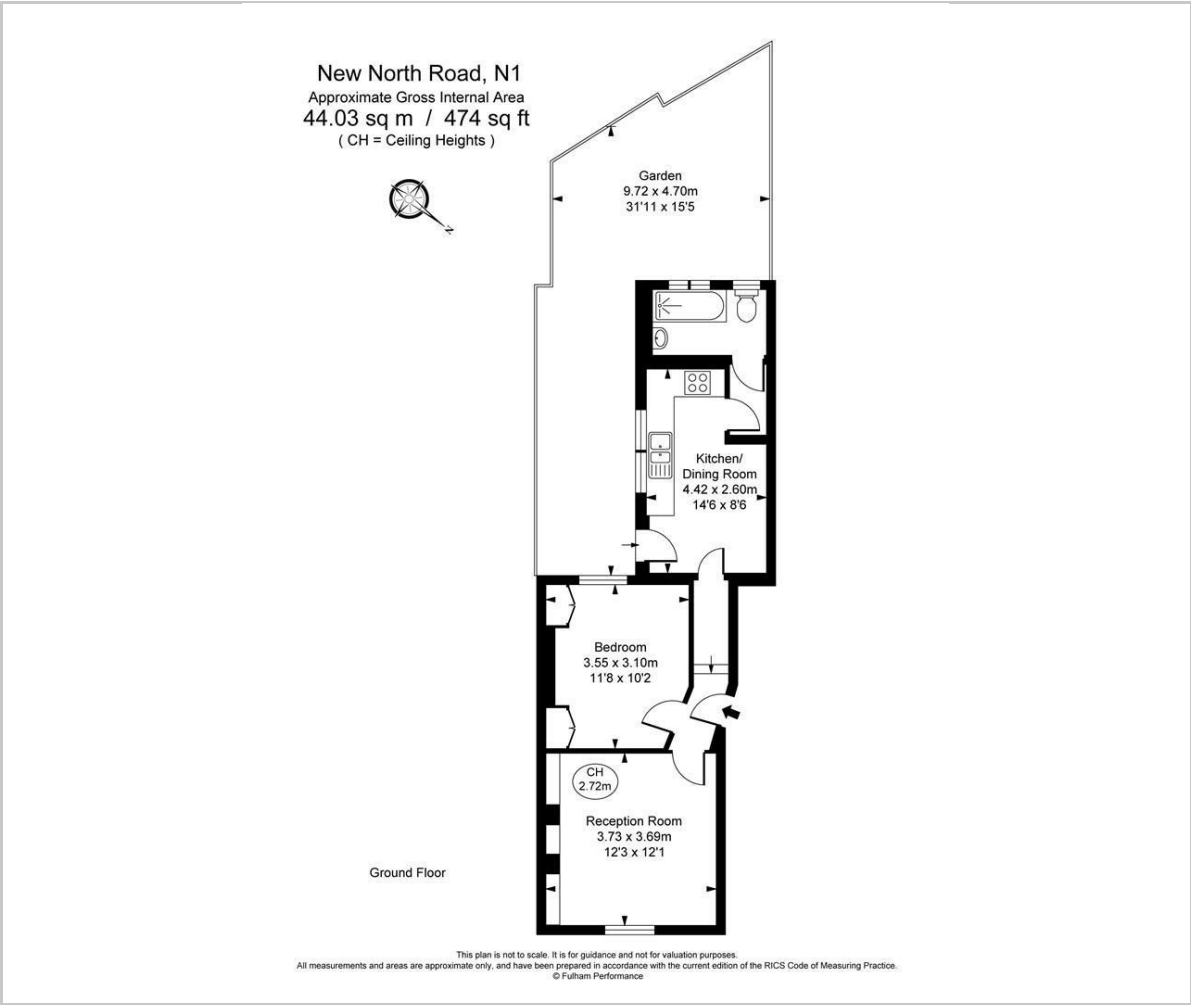 New North Road, N1
Approximate Gross Internal Area
44.03 sq m / 474 sq ft
( CH = Ceiling Heights )
N
Garden
9.72 x 4.70m
31'11 x 15'5
Kitchen/
Dining Room
4.42 x 2.60m
14'6 x 8'6
Bedroom
3.55 x 3.10m
11'8 x 10'2
CH
2.72m
Reception Room
3.73 x 3.69m
12'3 x 12'1
Ground Floor
This plan is not to scale. It is for guidance and not for valuation purposes.
All measurements and areas are approximate only, and have been prepared in accordance with the current edition of the RICS Code of Measuring Practice.
© Fulham Performance